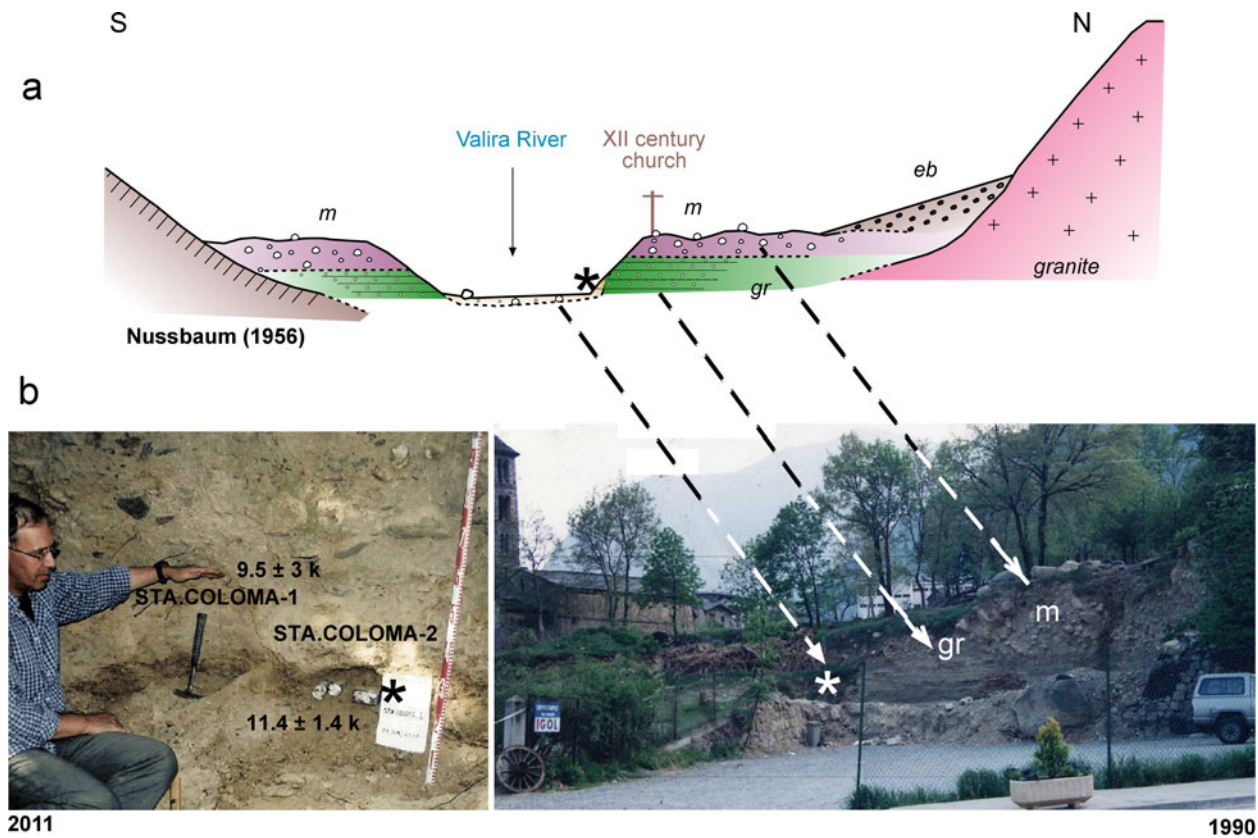 S
N
a
Valira River
XII century
church
m
m
eb
gr
granite
Nussbaum (1956)
b
9.5 ± 3 k
STA.COLOMA-1
STA.COLOMA-2
*
11.4 ± 1.4 k
m
gr
*
IGOL
2011
1990